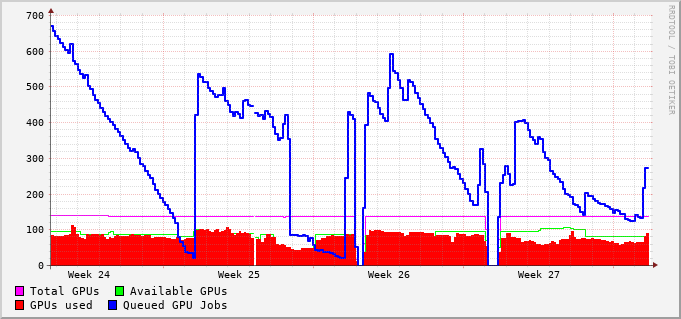 700
600
500
400
300
200
100
0
Week 24 Week 25 Week 26 Week 27
Total GPUs Available GPUs
GPUs used Queued GPU Jobs
RRDTOOL / TOBI OETIKER